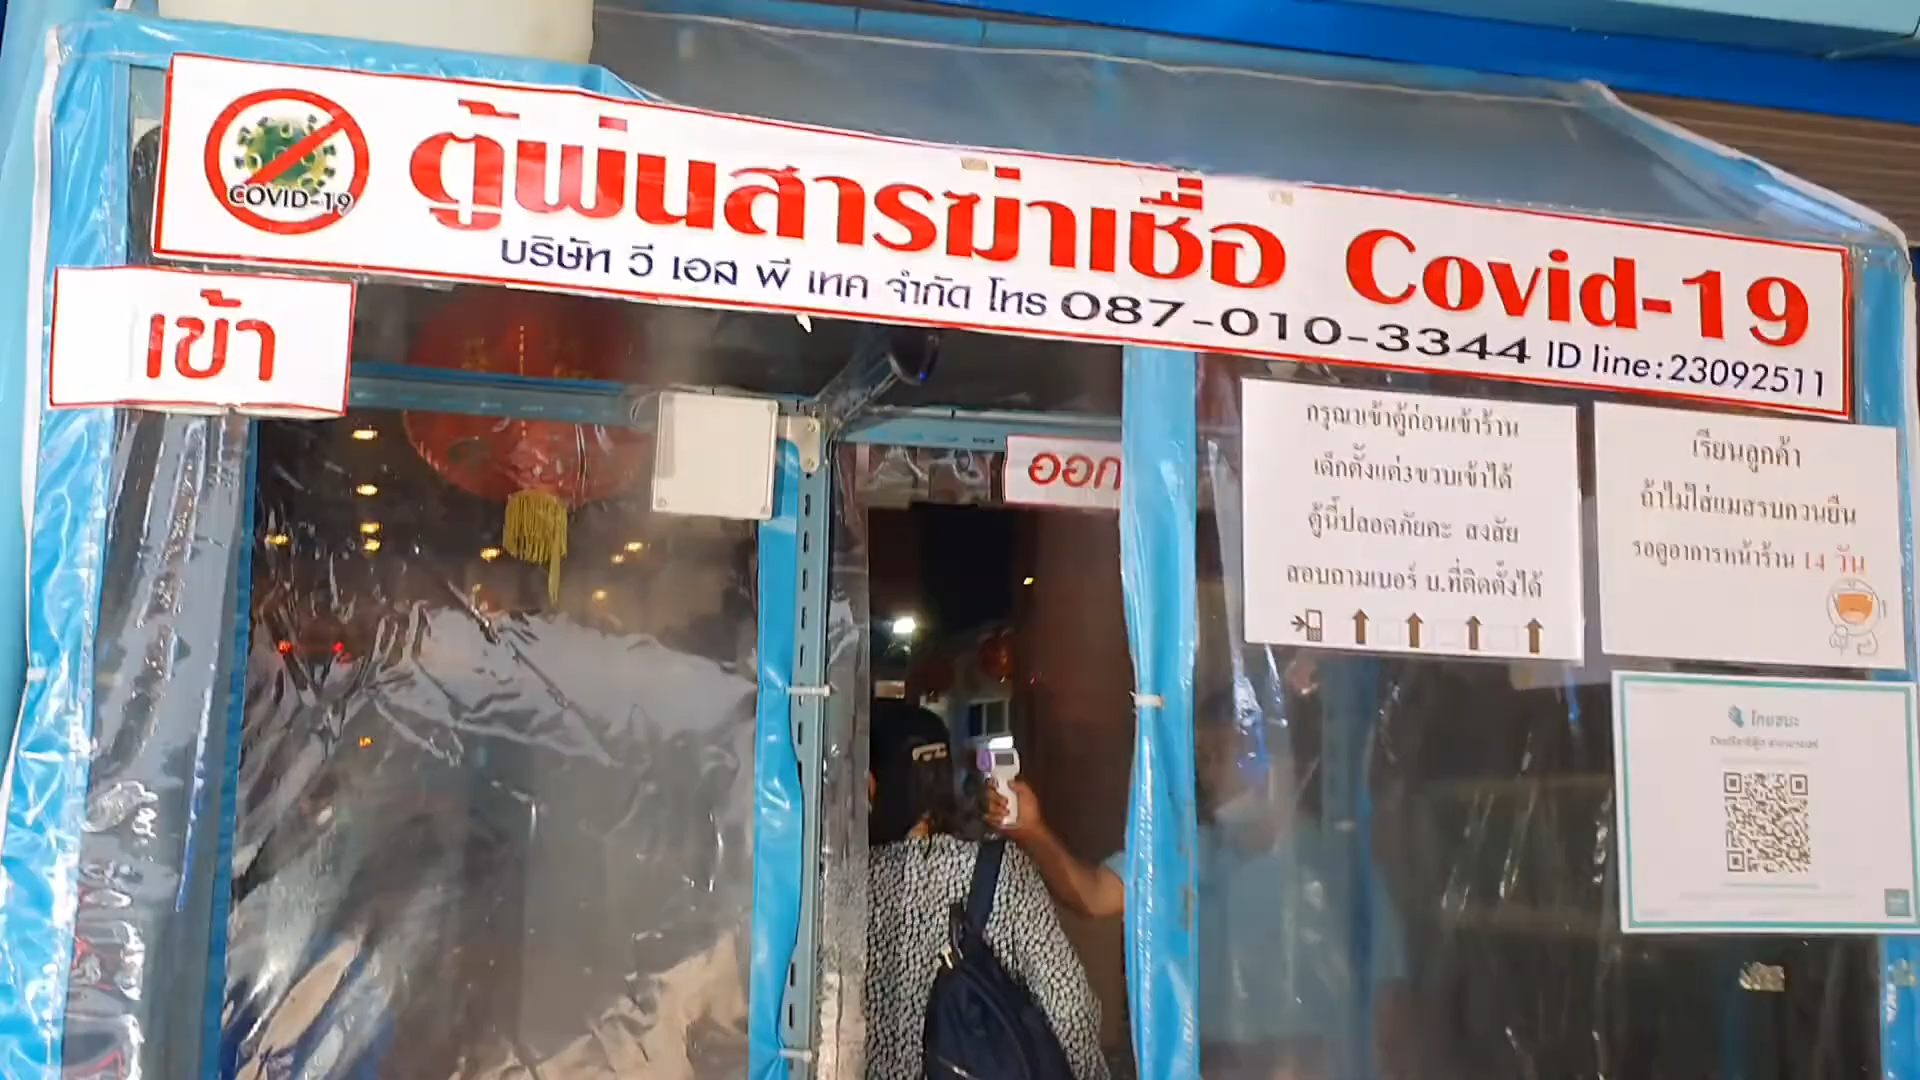 COVID-19
ตู้พ่นสารฆ่าเชื้อ Covid-19
บริษัท วี เอส พี เทค จำกัด โทร 087-010-3344 ID line:23092511
เข้า
ออก
กรุณาเข้าตู้ก่อนเข้าร้าน
เด็กตั้งแต่3ขวบเข้าได้
ตู้นี้ปลอดภัยคะ สงสัย
สอบถามเบอร์ บ.ที่ติดตั้งได้
เรียนลูกค้า
ถ้าไม่ใส่แมสรบกวนยืน
รอดูอาการหน้าร้าน 14 วัน
ไทยชนะ